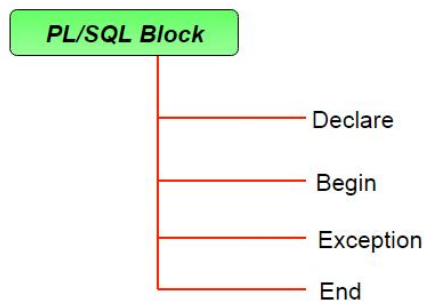 PL/SQL Block
Declare
Begin
Exception
End